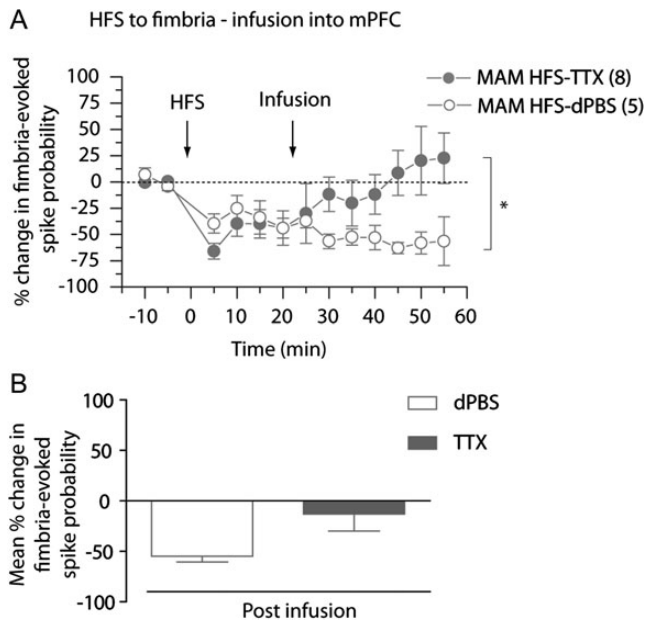 A
HFS to fimbria - infusion into mPFC
MAM HFS-TTX (8)
MAM HFS-dPBS (5)
HFS
Infusion
% change in fimbria-evoked
spike probability
100
75
50
25
0
-25
-50
-75
-100
*
-10 0 10 20 30 40 50 60
Time (min)
B
dPBS
TTX
Mean % change in
fimbria-evoked
spike probability
100
50
0
-50
-100
Post infusion